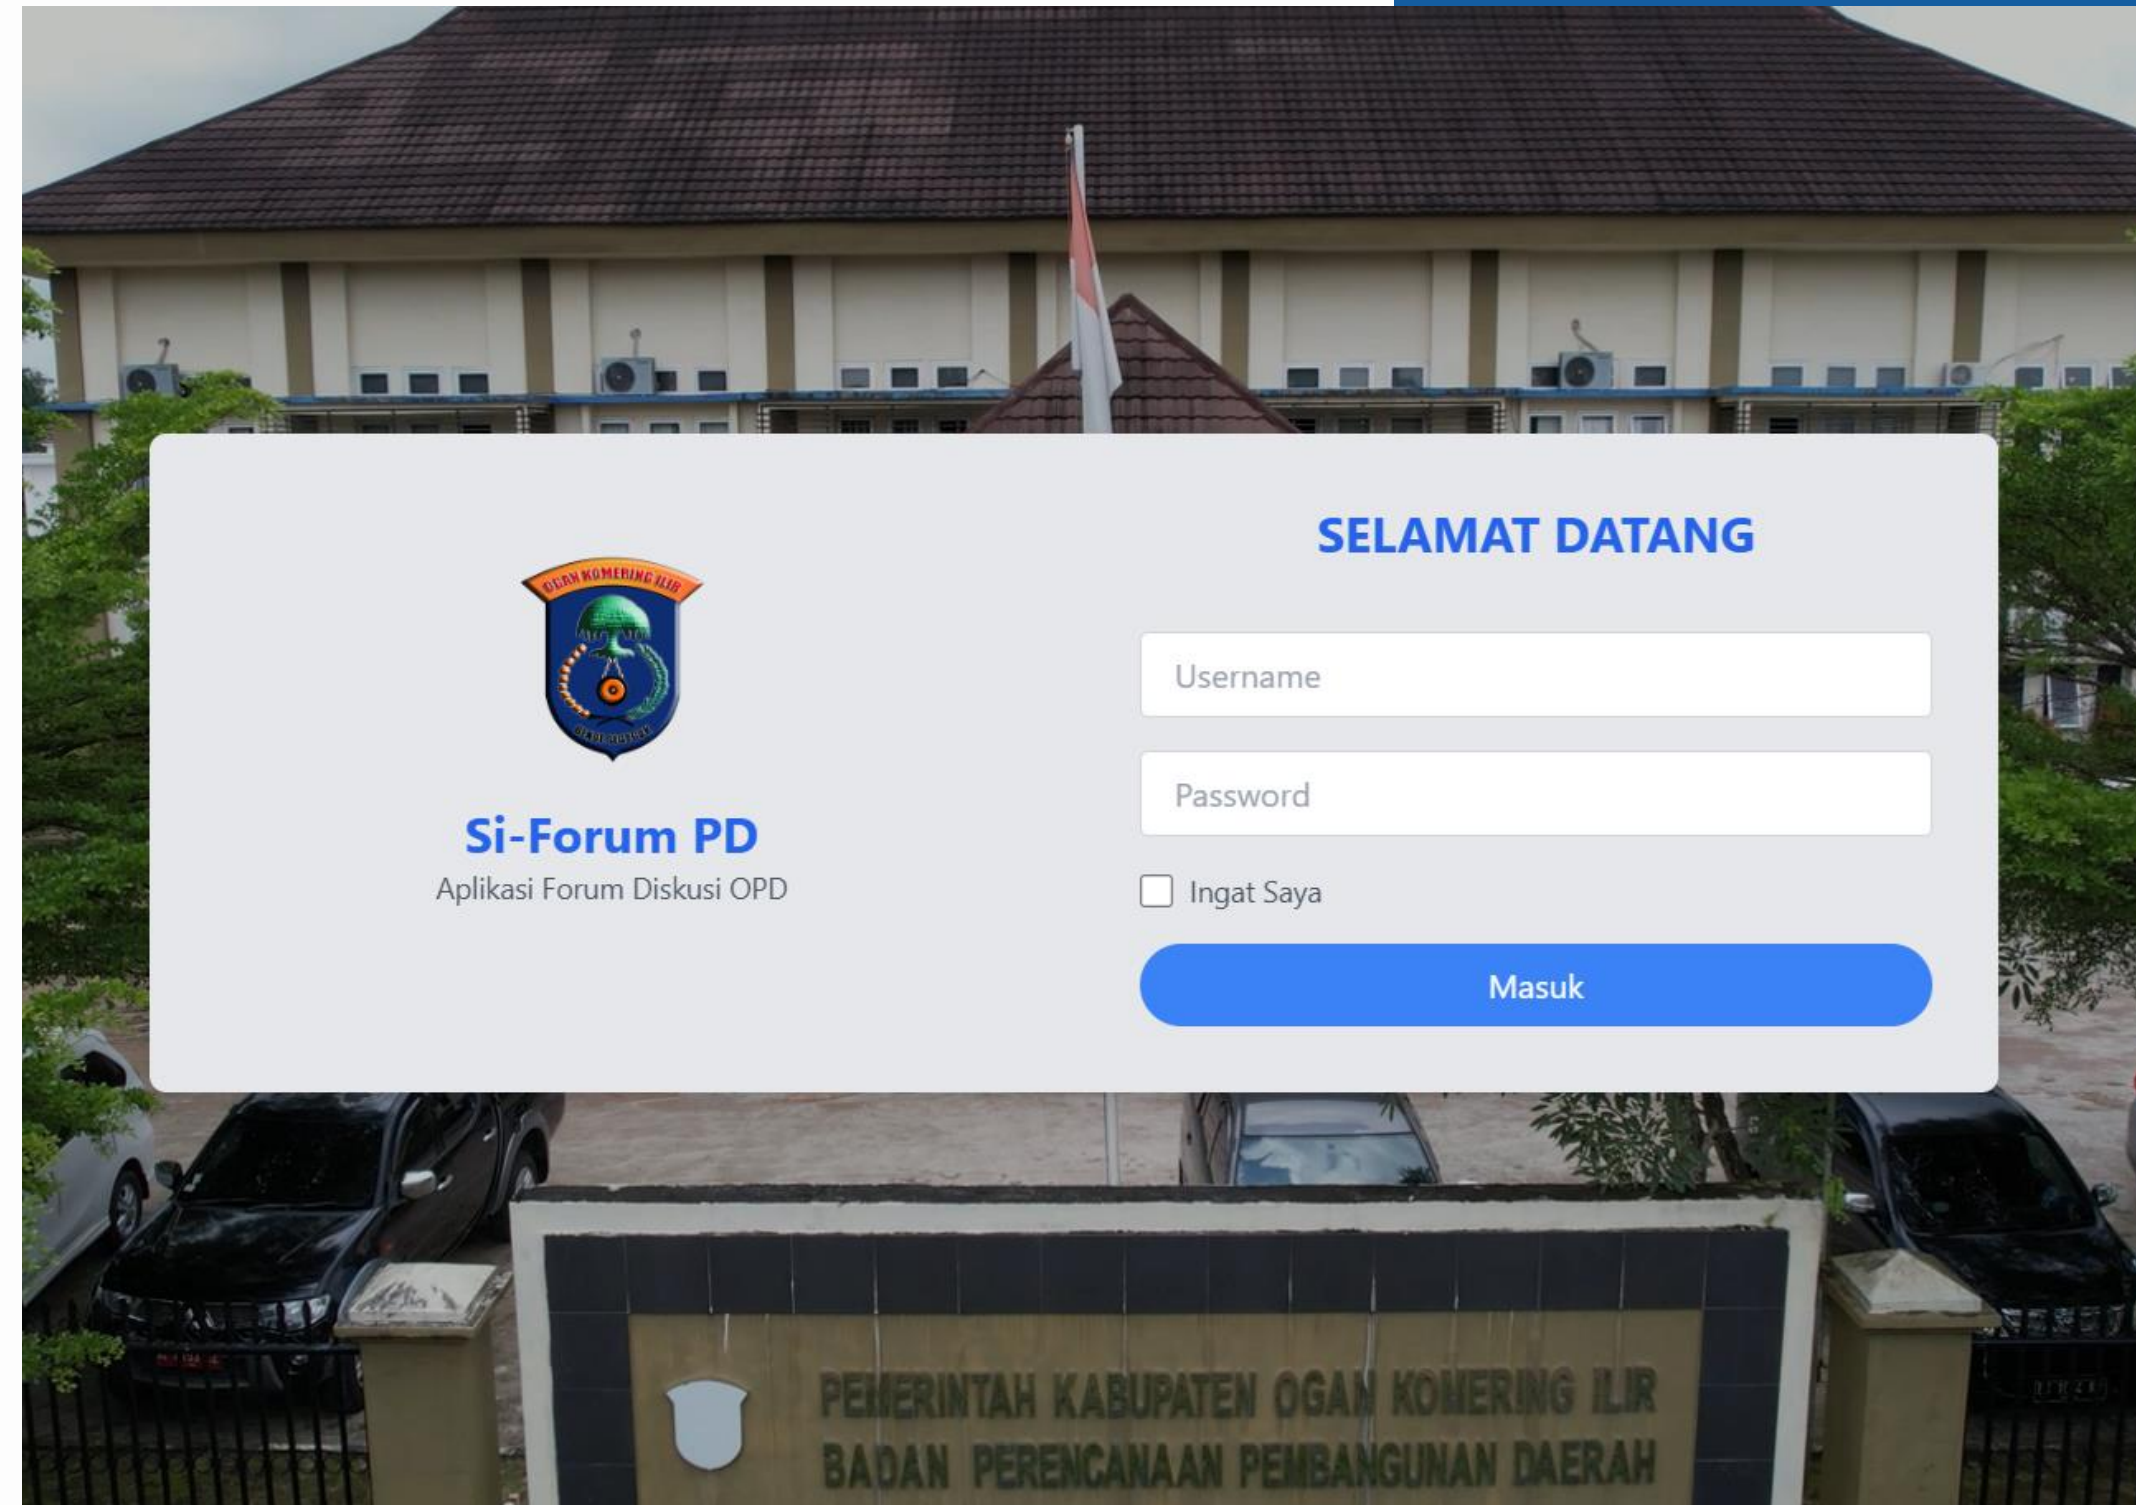 OGAN KOMERING ILIR
Si-Forum PD
Aplikasi Forum Diskusi OPD
SELAMAT DATANG
Username
Password
Ingat Saya
Masuk
PEMERINTAH KABUPATEN OGAN KOMERING ILIR
BADAN PERENCANAAN PEMBANGUNAN DAERAH